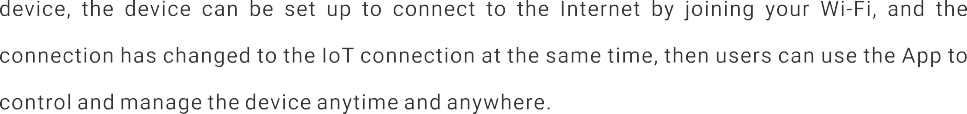 device, the device can be set up to connect to the Internet by joining your Wi-Fi, and the
connection has changed to the IoT connection at the same time, then users can use the App to
control and manage the device anytime and anywhere.